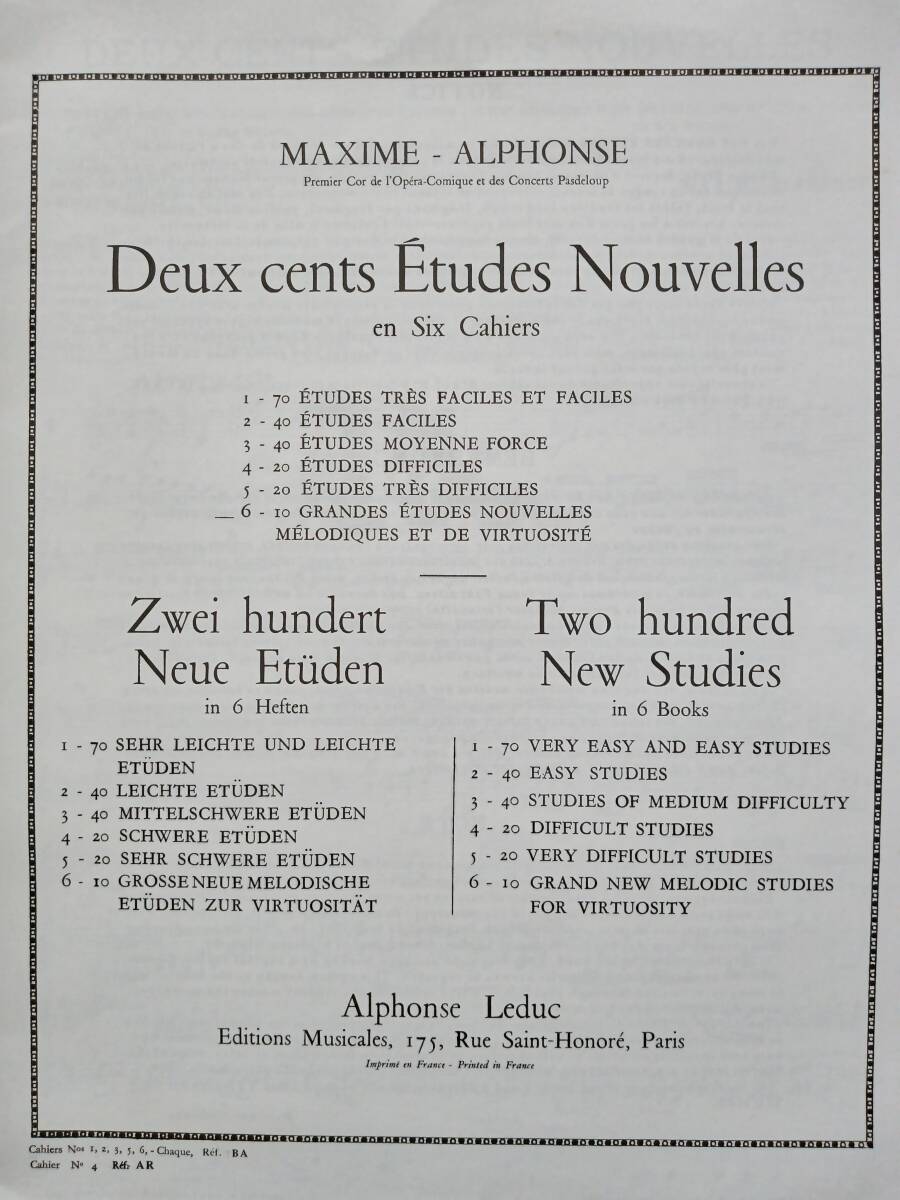 MAXIME - ALPHONSE
Premier Cor de l'Opéra-Comique et des Concerts Pasdeloup
Deux cents Études Nouvelles
en Six Cahiers
1 - 70 ÉTUDES TRÈS FACILES ET FACILES
2 - 40 ÉTUDES FACILES
3 - 40 ÉTUDES MOYENNE FORCE
4 - 20 ÉTUDES DIFFICILES
5 - 20 ÉTUDES TRÈS DIFFICILES
_ 6 - 10 GRANDES ÉTUDES NOUVELLES
MÉLODIQUES ET DE VIRTUOSITÉ
Zwei hundert
Neue Etüden
in 6 Heften
1 - 70 SEHR LEICHTE UND LEICHTE
ETÜDEN
2 - 40 LEICHTE ETÜDEN
3 - 40 MITTELSCHWERE ETÜDEN
4 - 20 SCHWERE ETÜDEN
5 - 20 SEHR SCHWERE ETÜDEN
6 - 10 GROSSE NEUE MELODISCHE
ETÜDEN ZUR VIRTUOSITÄT
Two hundred
New Studies
in 6 Books
1 - 70 VERY EASY AND EASY STUDIES
2 - 40 EASY STUDIES
3 - 40 STUDIES OF MEDIUM DIFFICULTY
4 - 20 DIFFICULT STUDIES
5 - 20 VERY DIFFICULT STUDIES
6 - 10 GRAND NEW MELODIC STUDIES
FOR VIRTUOSITY
Alphonse Leduc
Editions Musicales, 175, Rue Saint-Honoré, Paris
Imprimé en France - Printed in France
Cahiers Nos 1, 2, 3, 5, 6, - Chaque, Réf. BA
Cahier No 4 Réf: AR